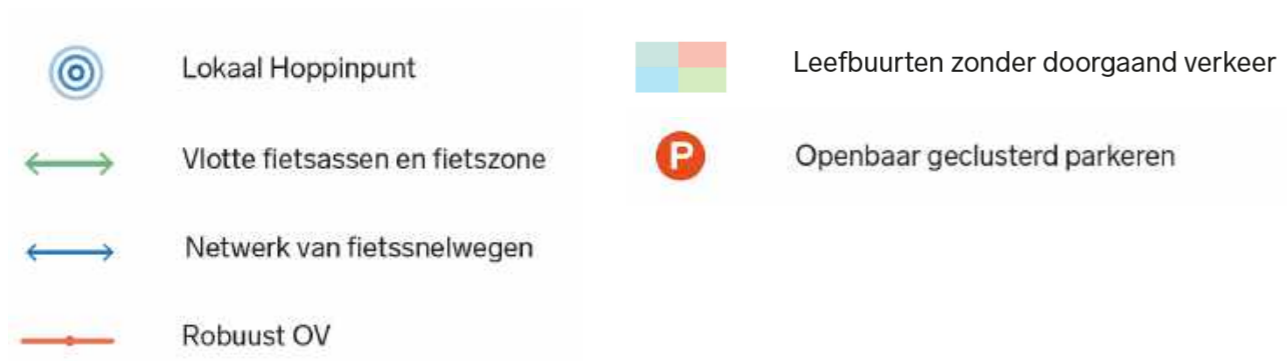 Lokaal Hoppinpunt
Vlotte fietsassen en fietszone
Netwerk van fietssnelwegen
Robuust OV
Leefbuurten zonder doorgaand verkeer
P
Openbaar geclusterd parkeren